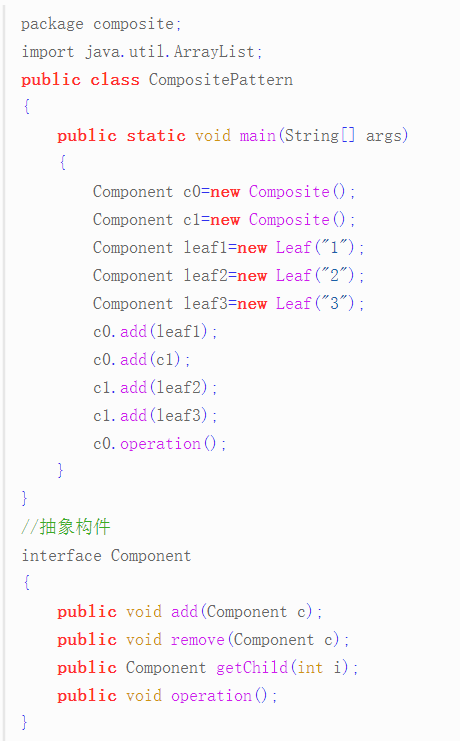 package composite;
import java.util.ArrayList;
public class CompositePattern
{
    public static void main(String[] args)
    {
        Component c0=new Composite();
        Component c1=new Composite();
        Component leaf1=new Leaf("1");
        Component leaf2=new Leaf("2");
        Component leaf3=new Leaf("3");
        c0.add(leaf1);
        c0.add(c1);
        c1.add(leaf2);
        c1.add(leaf3);
        c0.operation();
    }
}
//抽象构件
interface Component
{
    public void add(Component c);
    public void remove(Component c);
    public Component getChild(int i);
    public void operation();
}